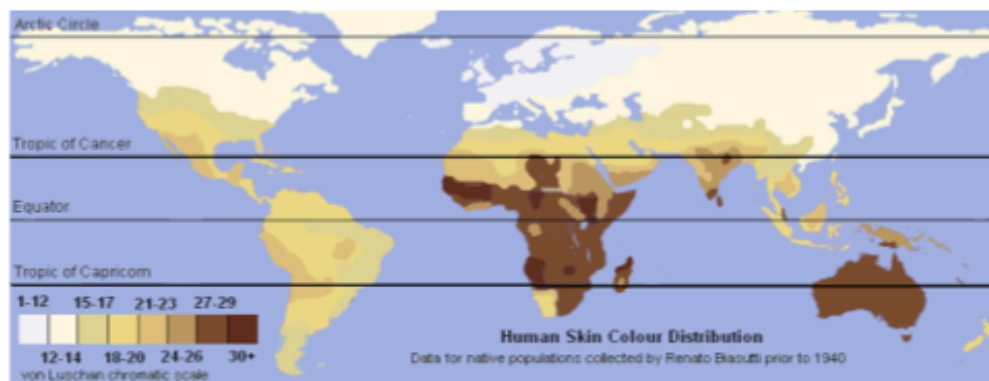 Arctic Circle
Tropic of Cancer
Equator
Tropic of Capricorn
1-12 15-17 21-23 27-29
12-14 18-20 24-26 30+
von Luschan chromatic scale
Human Skin Colour Distribution
Data for native populations collected by Renato Biasutti prior to 1940